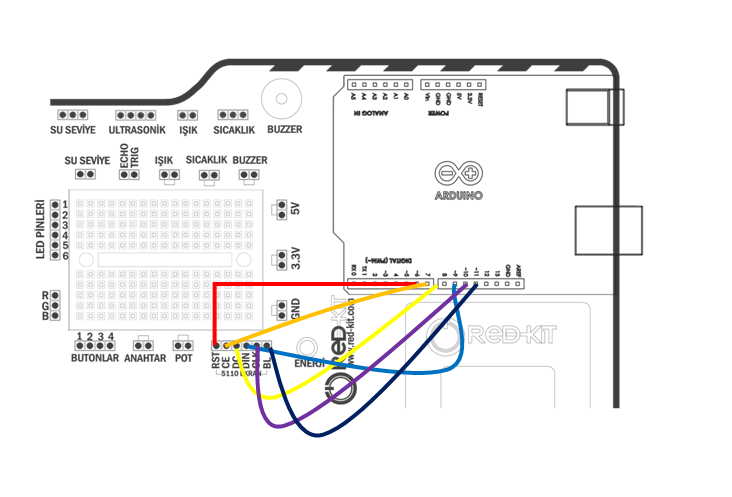 SU SEVİYE ULTRASONİK IŞIK SICAKLIK BUZZER
SU SEVİYE ECHO TRIG IŞIK SICAKLIK BUZZER
LED PİNLERİ
1
2
3
4
5
6
R
G
B
5V
3.3V
GND
1 2 3 4
BUTONLAR ANAHTAR POT
RST CE DC DIN CLK BL
5110 EKRAN
ENERJİ
A5 A4 A3 A2 A1 A0
ANALOG IN
Vin GND GND 5V 3.3V RESET
POWER
ARDUINO
DIGITAL (PWM~)
RX0 TX1 2 ~3 4 ~5 ~6 7 8 ~9 ~10 ~11 12 13 GND AREF
ReD-KiT
www.red-kit.com
ReD-KiT